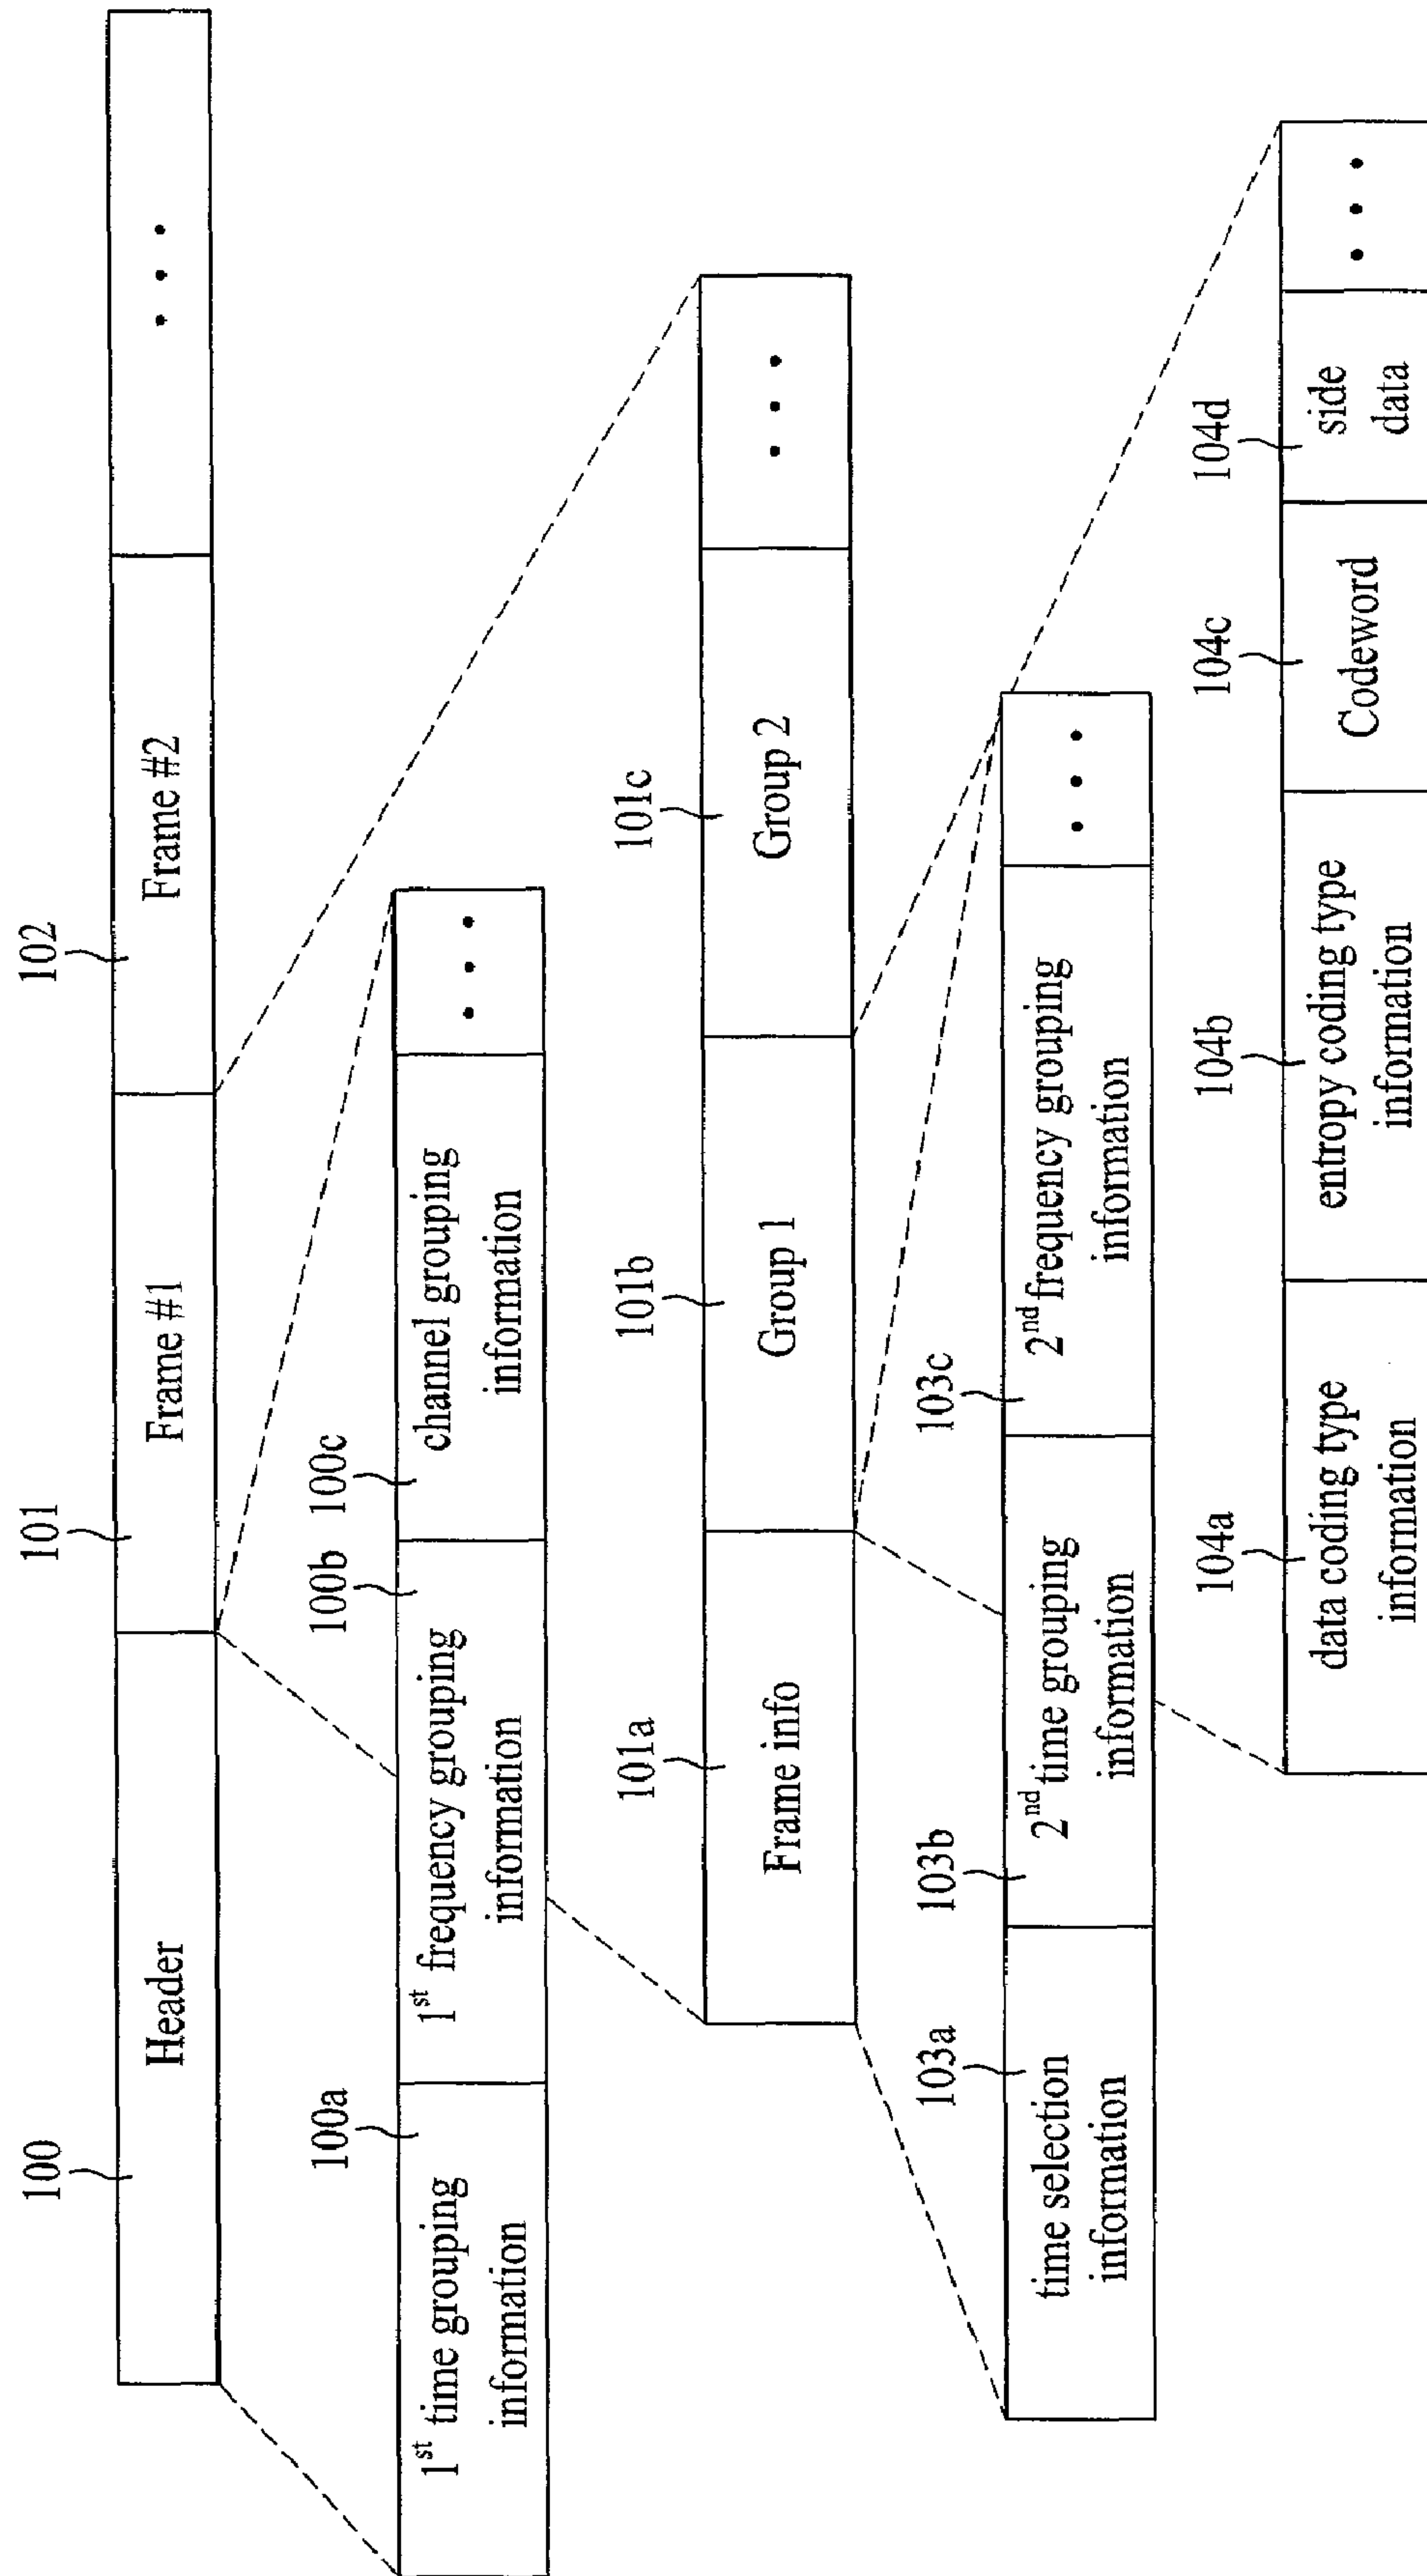 100
101
102
Header
Frame #1
Frame #2
• • •
100a
100b
100c
1st time grouping
information
1st frequency grouping
information
channel grouping
information
• • •
101a
101b
101c
Frame info
Group 1
Group 2
• • •
103a
103b
103c
time selection
information
2nd time grouping
information
2nd frequency grouping
information
• • •
104a
104b
104c
104d
data coding type
information
entropy coding type
information
Codeword
side
data
• • •